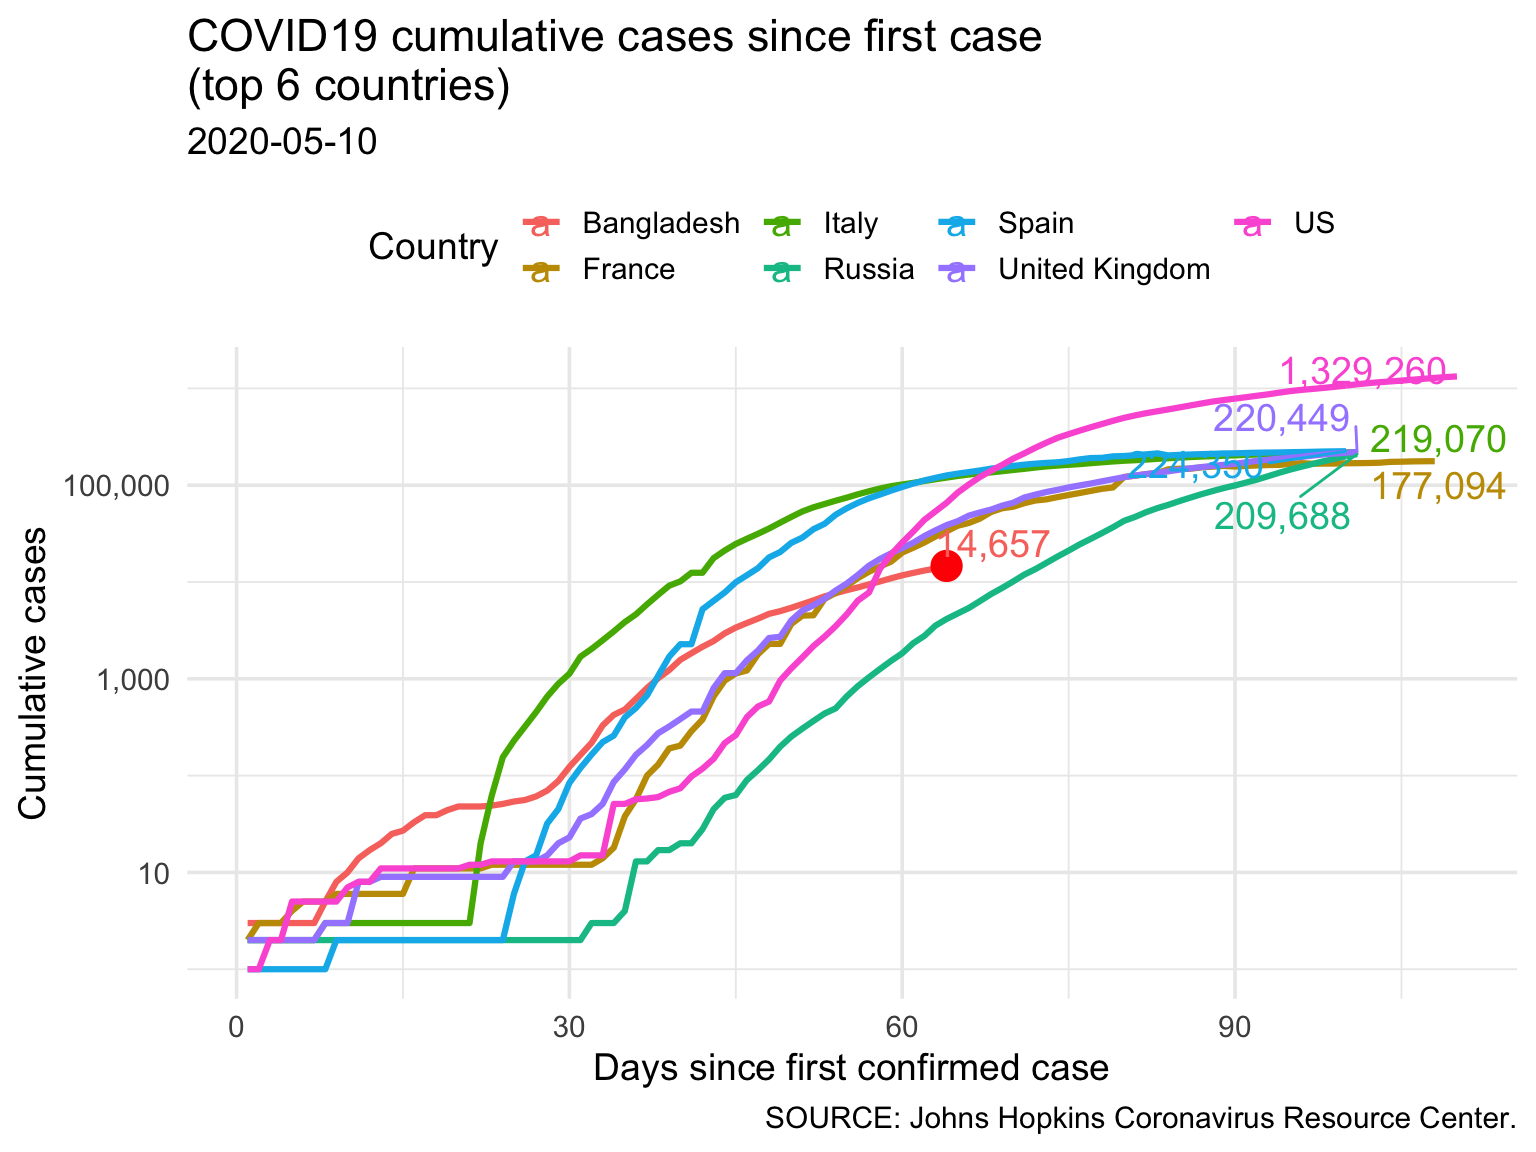 COVID19 cumulative cases since first case
(top 6 countries)
2020-05-10
Country
a Bangladesh a Italy a Spain a US
a France a Russia a United Kingdom
1,329,260
220,449
219,070
224,350
177,094
209,688
14,657
100,000
1,000
10
Cumulative cases
0 30 60 90
Days since first confirmed case
SOURCE: Johns Hopkins Coronavirus Resource Center.